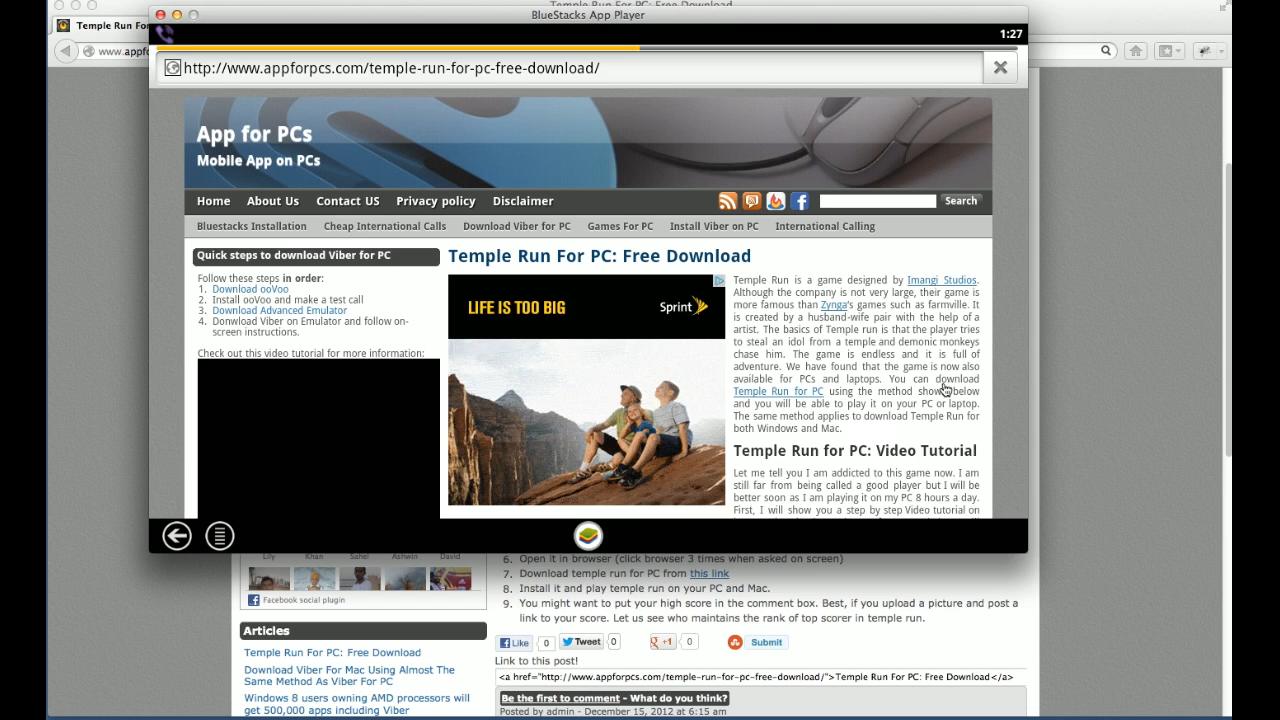 Temple Run For PC: Free Download
Temple Run Fo
www.appfo
BlueStacks App Player
1:27
http://www.appforpcs.com/temple-run-for-pc-free-download/
App for PCs
Mobile App on PCs
Home About Us Contact US Privacy policy Disclaimer Search
Bluestacks Installation Cheap International Calls Download Viber for PC Games For PC Install Viber on PC International Calling
Quick steps to download Viber for PC
Follow these steps in order:
1. Download ooVoo
2. Install ooVoo and make a test call
3. Download Advanced Emulator
4. Donwload Viber on Emulator and follow on-
screen instructions.
Check out this video tutorial for more information:
Temple Run For PC: Free Download
LIFE IS TOO BIG
Sprint
Temple Run is a game designed by Imangi Studios.
Although the company is not very large, their game is
more famous than Zynga's games such as farmville. It
is created by a husband-wife pair with the help of a
artist. The basics of Temple run is that the player tries
to steal an idol from a temple and demonic monkeys
chase him. The game is endless and it is full of
adventure. We have found that the game is now also
available for PCs and laptops. You can download
Temple Run for PC using the method shown below
and you will be able to play it on your PC or laptop.
The same method applies to download Temple Run for
both Windows and Mac.
Temple Run for PC: Video Tutorial
Let me tell you I am addicted to this game now. I am
still far from being called a good player but I will be
better soon as I am playing it on my PC 8 hours a day.
First, I will show you a step by step Video tutorial on
Lily Khan Sahel Ashwin David
Facebook social plugin
Articles
Temple Run For PC: Free Download
Download Viber For Mac Using Almost The
Same Method As Viber For PC
Windows 8 users owning AMD processors will
get 500,000 apps including Viber
6. Open it in browser (click browser 3 times when asked on screen)
7. Download temple run for PC from this link
8. Install it and play temple run on your PC and Mac.
9. You might want to put your high score in the comment box. Best, if you upload a picture and post a
link to your score. Let us see who maintains the rank of top scorer in temple run.
Like 0 Tweet 0 +1 0 Submit
Link to this post!
<a href="http://www.appforpcs.com/temple-run-for-pc-free-download/">Temple Run For PC: Free Download</a>
Be the first to comment - What do you think?
Posted by admin - December 15, 2012 at 6:15 am